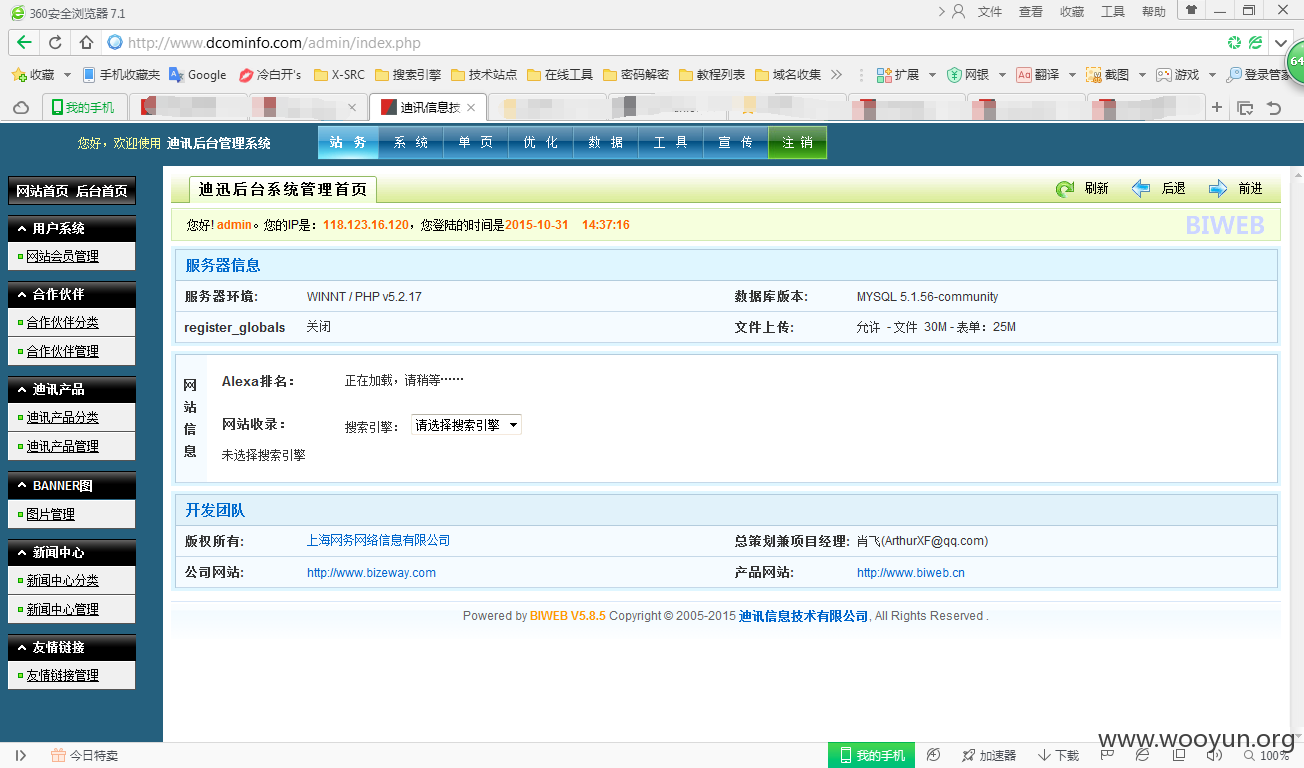 360安全浏览器 7.1
文件 查看 收藏 工具 帮助
http://www.dcominfo.com/admin/index.php
收藏 手机收藏夹 Google 冷白开's X-SRC 搜索引擎 技术站点 在线工具 密码解密 教程列表 域名收集 扩展 网银 翻译 截图 游戏 登录管家
64
我的手机 迪讯信息技
您好，欢迎使用 迪讯后台管理系统 站 务 系 统 单 页 优 化 数 据 工 具 宣 传 注 销
网站首页 后台首页
用户系统
网站会员管理
合作伙伴
合作伙伴分类
合作伙伴管理
迪讯产品
迪讯产品分类
迪讯产品管理
BANNER图
图片管理
新闻中心
新闻中心分类
新闻中心管理
友情链接
友情链接管理
迪迅后台系统管理首页 刷新 后退 前进
您好! admin。您的IP是：118.123.16.120，您登陆的时间是2015-10-31 14:37:16 BIWEB
服务器信息
服务器环境: WINNT / PHP v5.2.17 数据库版本: MYSQL 5.1.56-community
register_globals 关闭 文件上传: 允许 - 文件 30M - 表单：25M
网站信息
Alexa排名： 正在加载，请稍等……
网站收录： 搜索引擎： 请选择搜索引擎
未选择搜索引擎
开发团队
版权所有: 上海网务网络信息有限公司 总策划兼项目经理: 肖飞(ArthurXF@qq.com)
公司网站: http://www.bizeway.com 产品网站: http://www.biweb.cn
Powered by BIWEB V5.8.5 Copyright © 2005-2015 迪讯信息技术有限公司, All Rights Reserved .
www.wooyun.org
今日特卖 我的手机 加速器 下载 100%